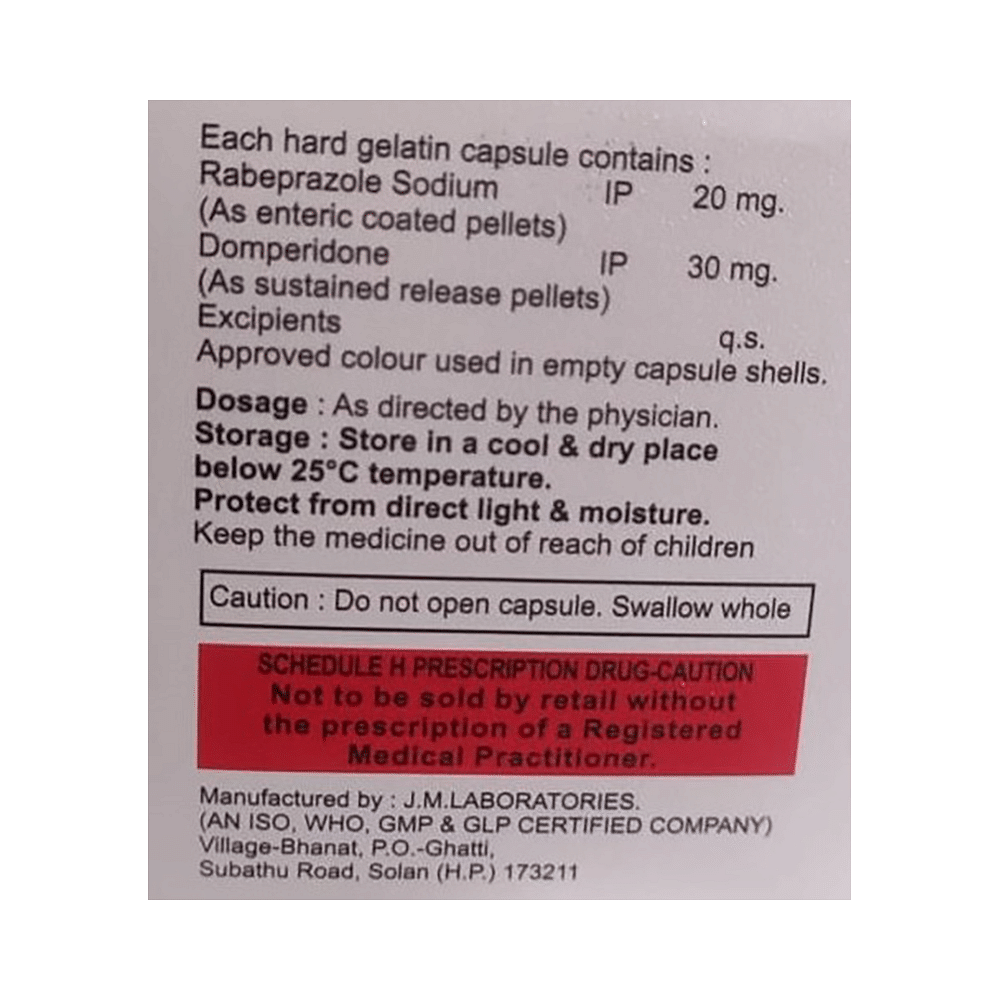 Each hard gelatin capsule contains :
Rabeprazole Sodium IP 20 mg.
(As enteric coated pellets)
Domperidone IP 30 mg.
(As sustained release pellets)
Excipients q.s.
Approved colour used in empty capsule shells.
Dosage : As directed by the physician.
Storage : Store in a cool & dry place
below 25°C temperature.
Protect from direct light & moisture.
Keep the medicine out of reach of children
Caution : Do not open capsule. Swallow whole
SCHEDULE H PRESCRIPTION DRUG-CAUTION
Not to be sold by retail without
the prescription of a Registered
Medical Practitioner.
Manufactured by : J.M.LABORATORIES.
(AN ISO, WHO, GMP & GLP CERTIFIED COMPANY)
Village-Bhanat, P.O.-Ghatti,
Subathu Road, Solan (H.P.) 173211